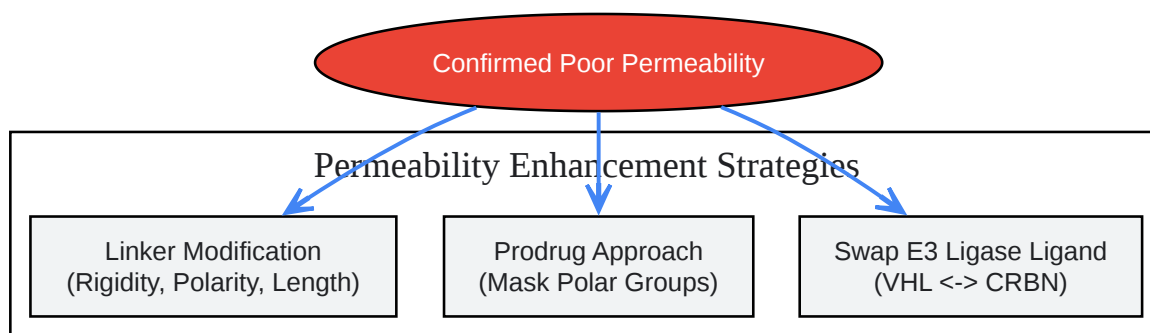 Confirmed Poor Permeability
Permeability Enhancement Strategies
Linker Modification
(Rigidity, Polarity, Length)
Prodrug Approach
(Mask Polar Groups)
Swap E3 Ligase Ligand
(VHL <-> CRBN)